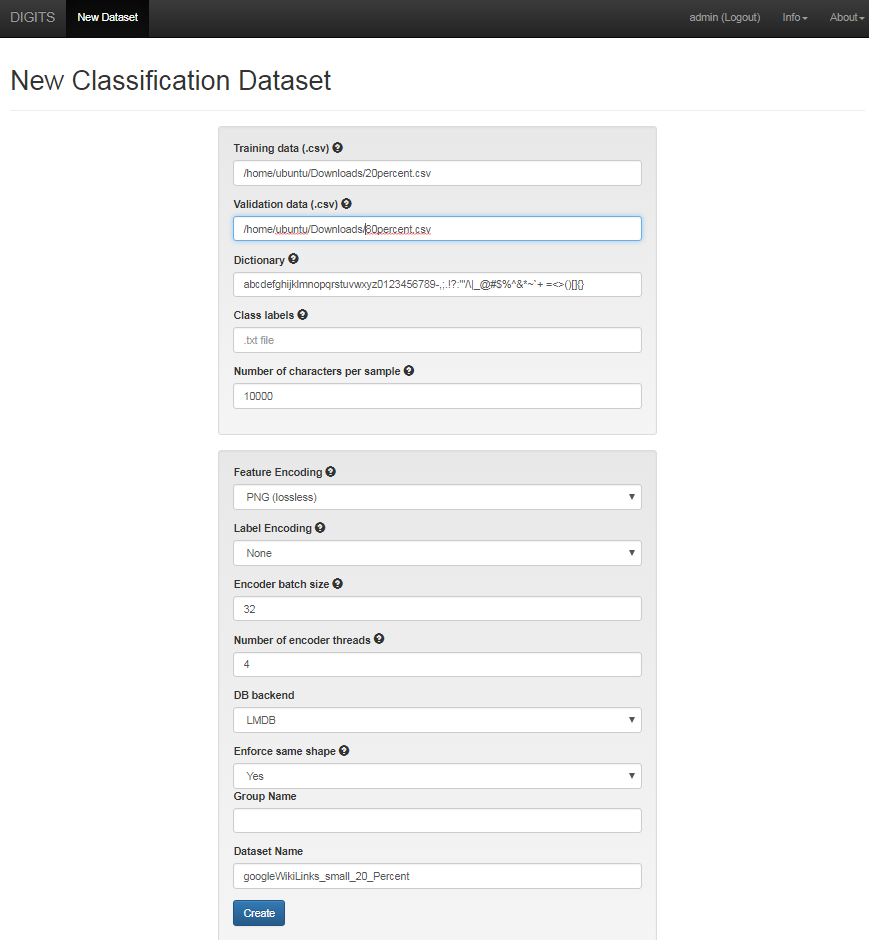 DIGITS New Dataset admin (Logout) Info About
New Classification Dataset
Training data (.csv)
/home/ubuntu/Downloads/20percent.csv
Validation data (.csv)
/home/ubuntu/Downloads/60percent.csv
Dictionary
abcdefghijklmnopqrstuvwxyz0123456789-,;.!?:'"/\|_@#$%^&*~`+ =<>()[]{}
Class labels
.txt file
Number of characters per sample
10000
Feature Encoding
PNG (lossless)
Label Encoding
None
Encoder batch size
32
Number of encoder threads
4
DB backend
LMDB
Enforce same shape
Yes
Group Name
Dataset Name
googleWikiLinks_small_20_Percent
Create